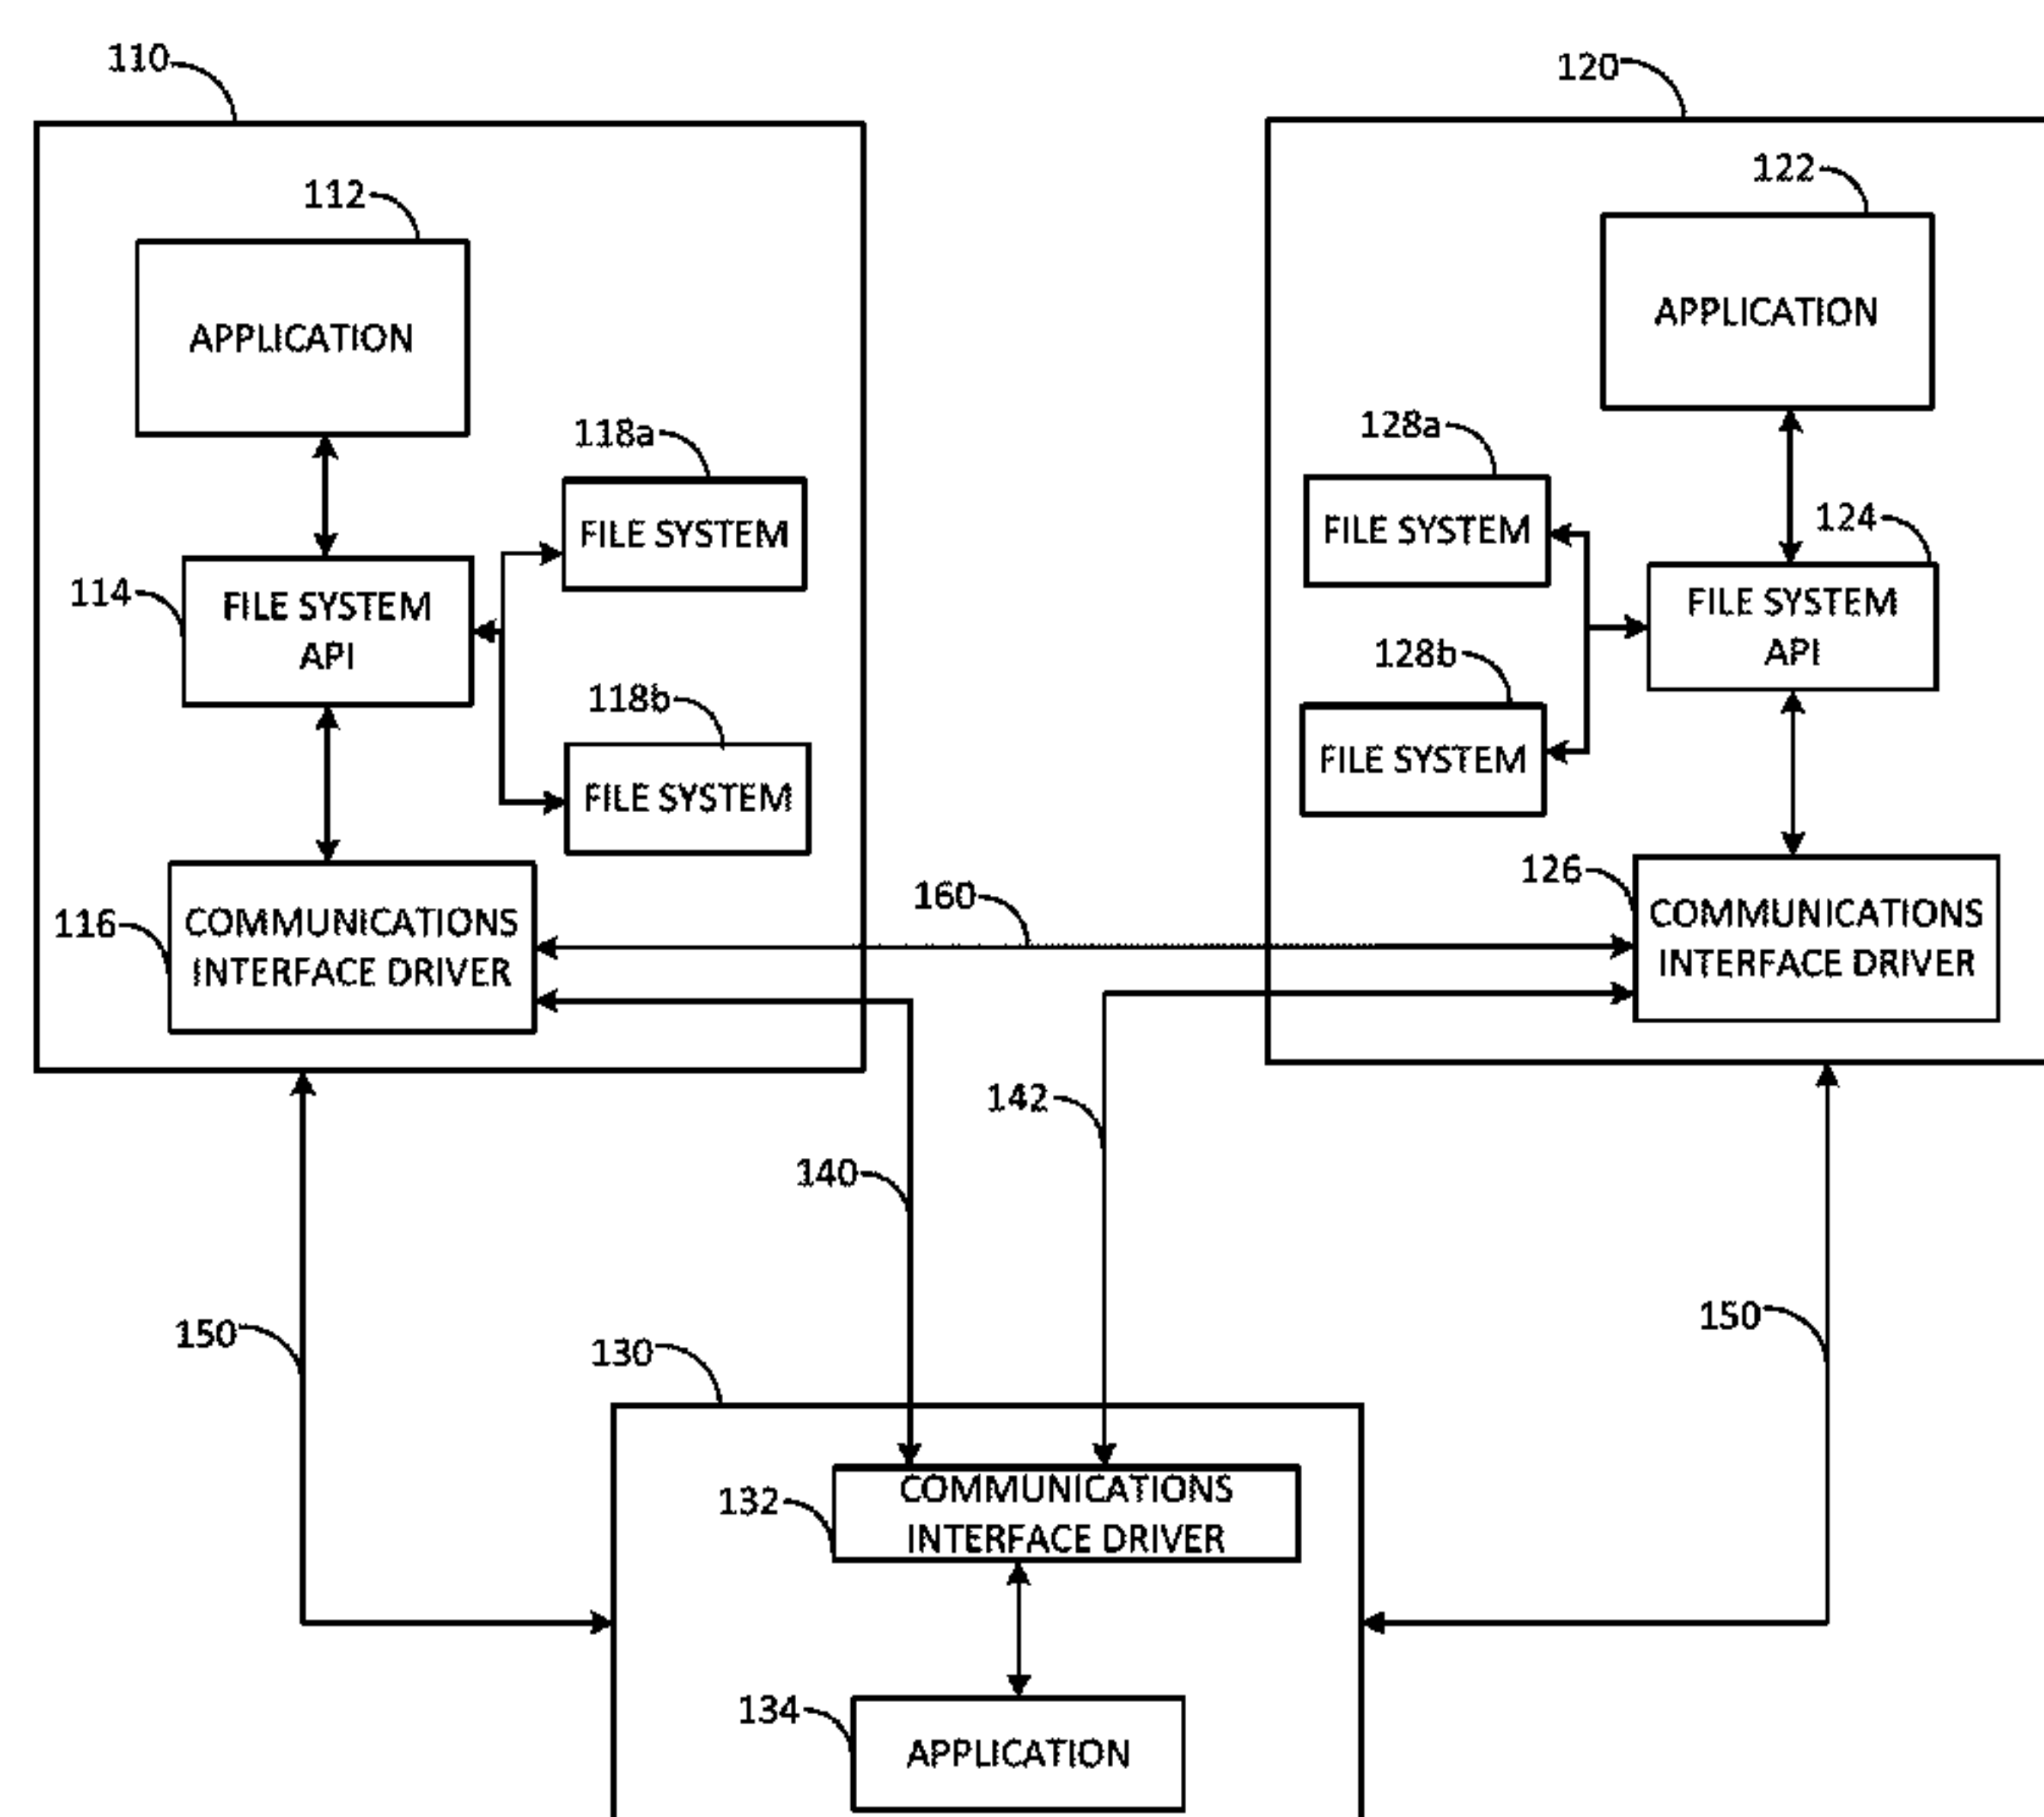 110
120
112
122
APPLICATION
APPLICATION
118a
128a
FILE SYSTEM
FILE SYSTEM
124
114
FILE SYSTEM
API
FILE SYSTEM
API
118b
128b
FILE SYSTEM
FILE SYSTEM
116
COMMUNICATIONS
INTERFACE DRIVER
160
126
COMMUNICATIONS
INTERFACE DRIVER
142
140
150
150
130
132
COMMUNICATIONS
INTERFACE DRIVER
134
APPLICATION